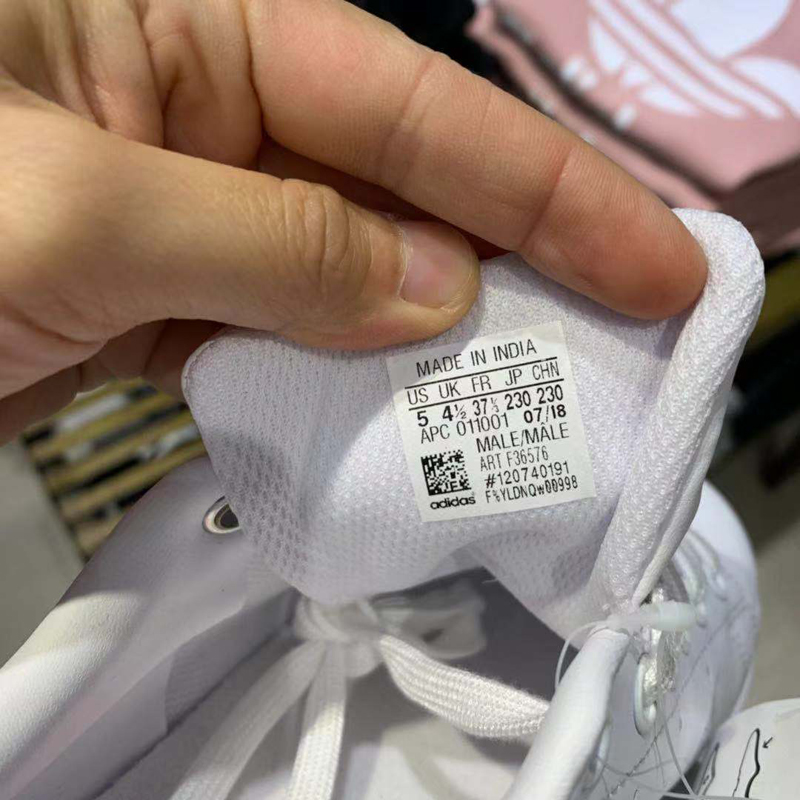 MADE IN INDIA
US UK FR JP CHN
5 4½ 37⅓ 230 230
APC 011001 07/18
MALE/MÂLE
ART F36576
#120740191
F%YLDNQw00998
adidas